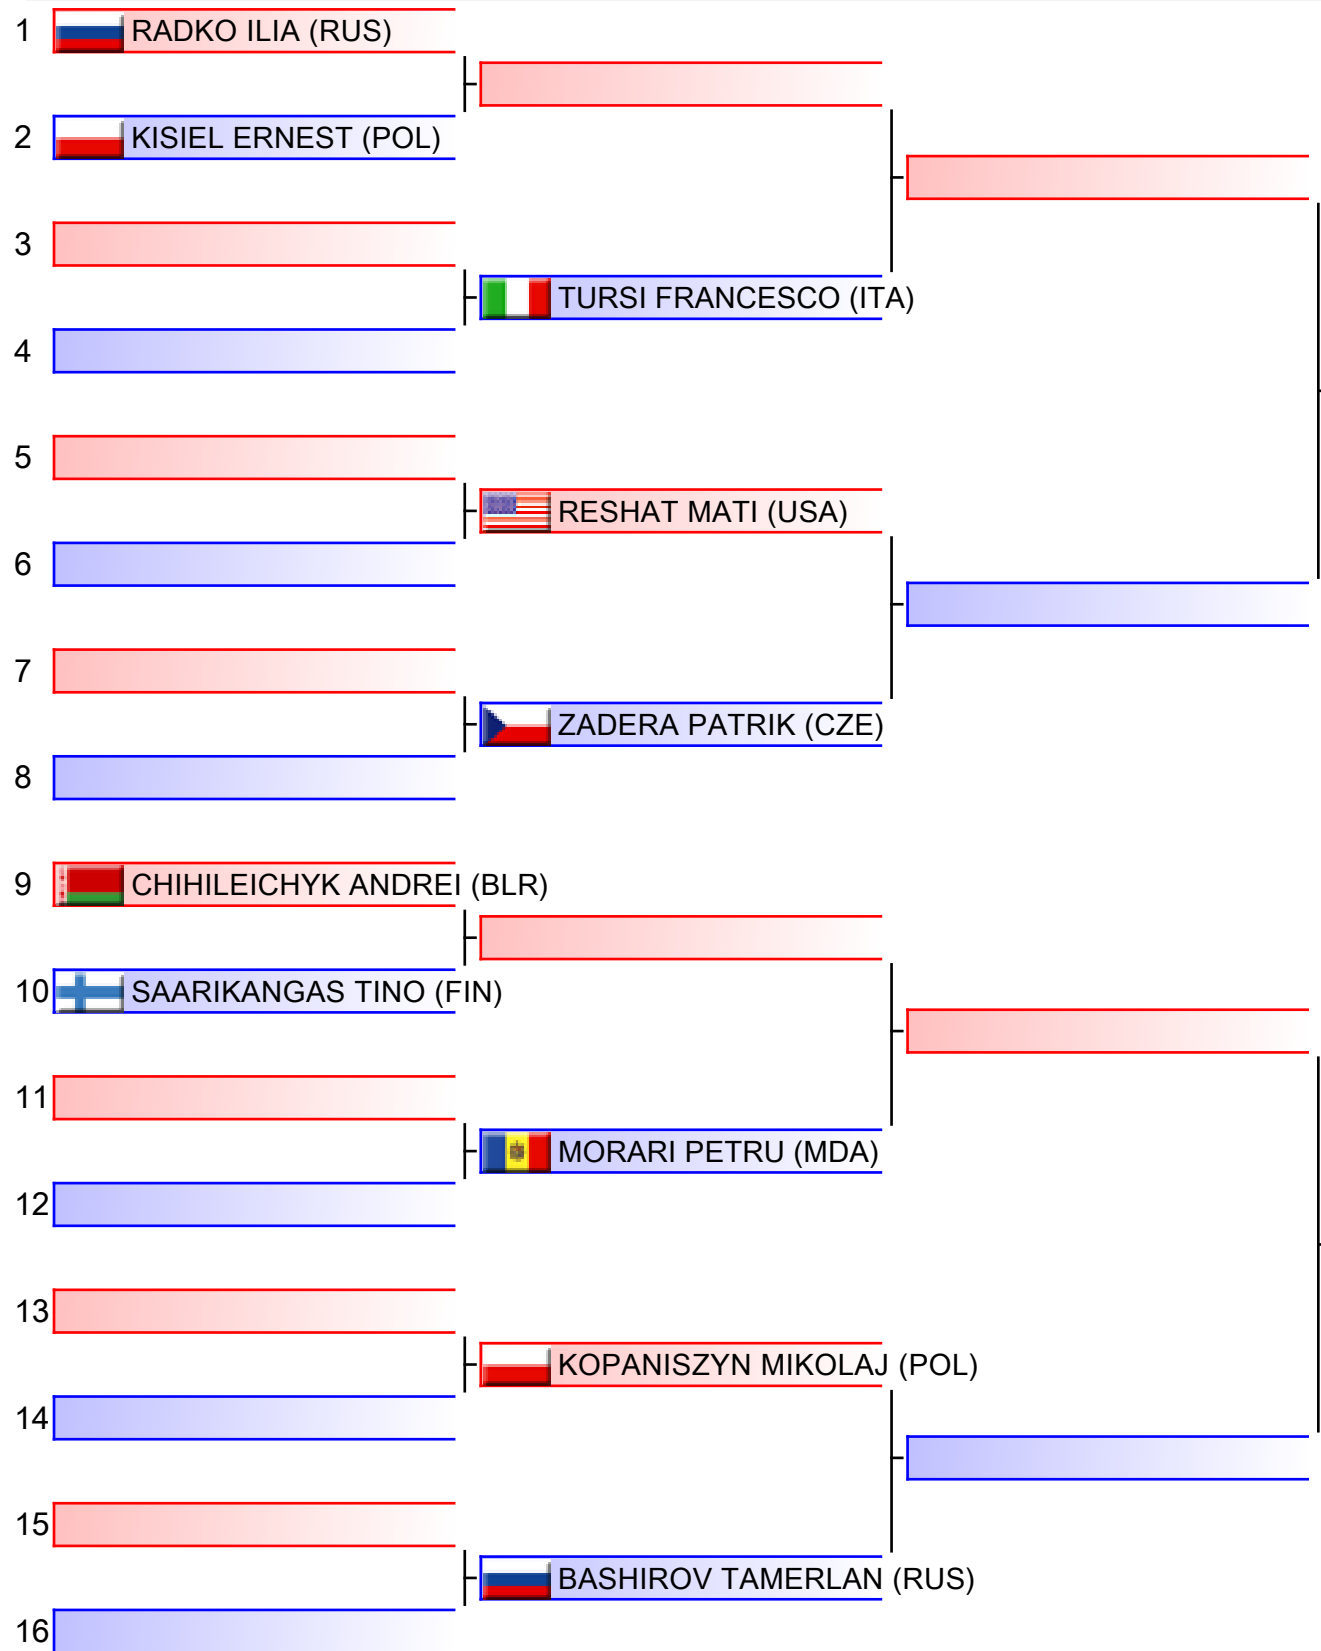 1 RADKO ILIA (RUS)
2 KISIEL ERNEST (POL)
3
TURSI FRANCESCO (ITA)
4
5
RESHAT MATI (USA)
6
7
ZADERA PATRIK (CZE)
8
9 CHIHILEICHYK ANDREI (BLR)
10 SAARIKANGAS TINO (FIN)
11
MORARI PETRU (MDA)
12
13
KOPANISZYN MIKOLAJ (POL)
14
15
BASHIROV TAMERLAN (RUS)
16